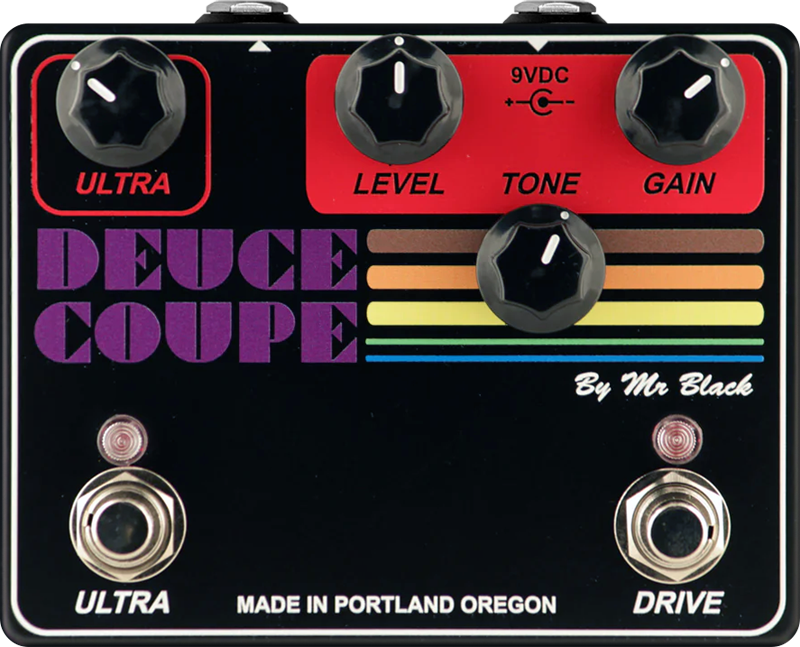 9VDC
+ -
ULTRA
LEVEL TONE GAIN
DEUCE
COUPE
By Mr Black
ULTRA MADE IN PORTLAND OREGON DRIVE